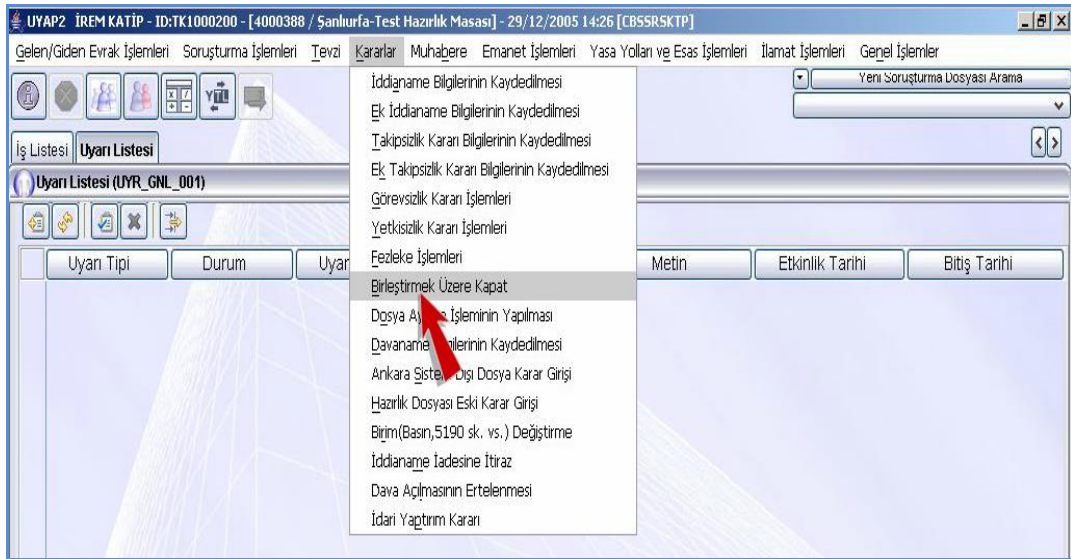 UYAP2 İREM KATİP - ID:TK1000200 - [4000388 / Şanlıurfa-Test Hazırlık Masası] - 29/12/2005 14:26 [CBSSRSKTP]
Gelen/Giden Evrak İşlemleri Soruşturma İşlemleri Tevzi Kararlar Muhabere Emanet İşlemleri Yasa Yolları ve Esas İşlemleri İlamat İşlemleri Genel İşlemler
Yeni Soruşturma Dosyası Arama
YTL
İş Listesi Uyarı Listesi
Uyarı Listesi (UYR_GNL_001)
Uyarı Tipi Durum Uyar Metin Etkinlik Tarihi Bitiş Tarihi
İddianame Bilgilerinin Kaydedilmesi
Ek İddianame Bilgilerinin Kaydedilmesi
Takipsizlik Kararı Bilgilerinin Kaydedilmesi
Ek Takipsizlik Kararı Bilgilerinin Kaydedilmesi
Görevsizlik Kararı İşlemleri
Yetkisizlik Kararı İşlemleri
Fezleke İşlemleri
Birleştirmek Üzere Kapat
Dosya İşleminin Yapılması
Davaname Kaydedilmesi
Ankara Dışı Dosya Karar Girişi
Hazırlık Dosyası Eski Karar Girişi
Birim(Basın,5190 sk. vs.) Değiştirme
İddianame İadesine İtiraz
Dava Açılmasının Ertelenmesi
İdari Yaptırım Kararı